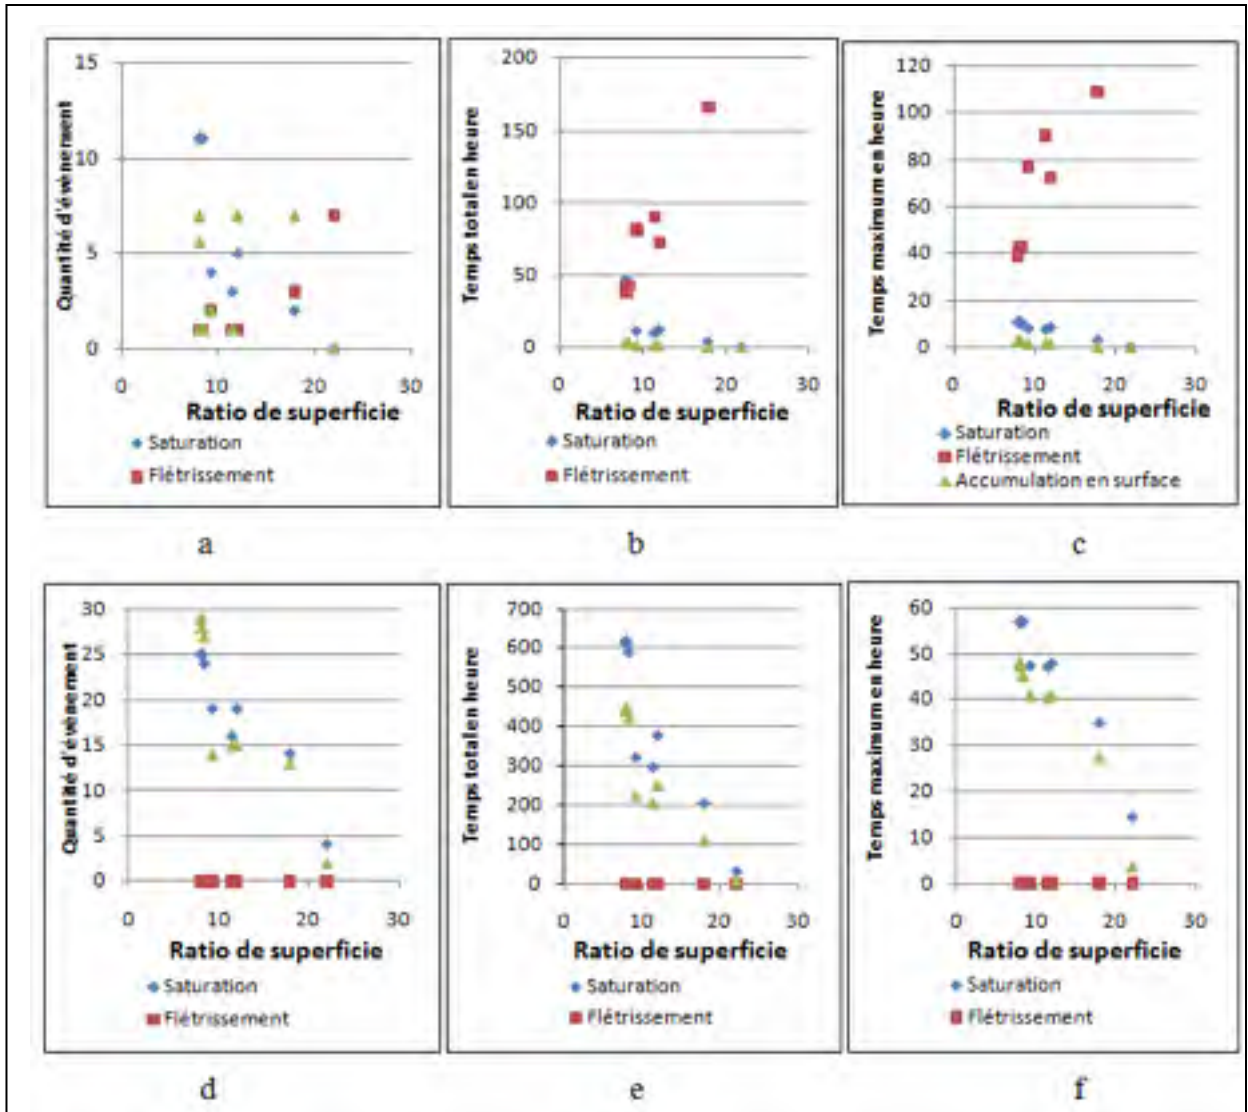 Quantité d'évènement
15
10
5
0
0 10 20 30
Ratio de superficie
Saturation
Flétrissement
a
Temps total en heure
200
150
100
50
0
0 10 20 30
Ratio de superficie
Saturation
Flétrissement
b
Temps maximum en heure
120
100
80
60
40
20
0
0 10 20 30
Ratio de superficie
Saturation
Flétrissement
Accumulation en surface
c
Quantité d'évènement
30
25
20
15
10
5
0
0 10 20 30
Ratio de superficie
Saturation
Flétrissement
d
Temps total en heure
700
600
500
400
300
200
100
0
0 10 20 30
Ratio de superficie
Saturation
Flétrissement
e
Temps maximum en heure
60
50
40
30
20
10
0
0 10 20 30
Ratio de superficie
Saturation
Flétrissement
f